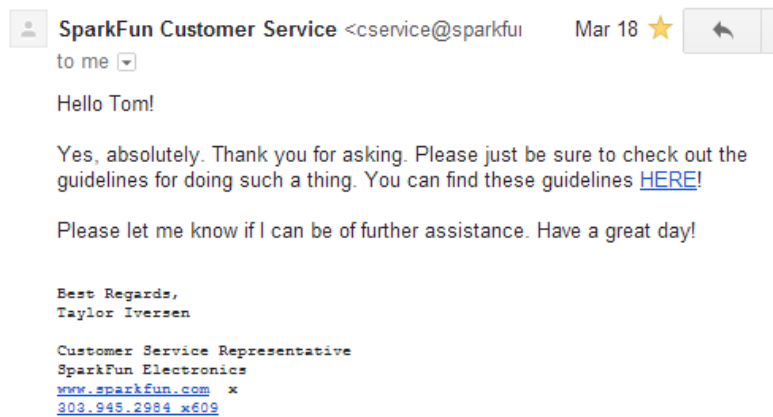 SparkFun Customer Service <cservice@sparkfu Mar 18
to me
Hello Tom!
Yes, absolutely. Thank you for asking. Please just be sure to check out the
guidelines for doing such a thing. You can find these guidelines HERE!
Please let me know if I can be of further assistance. Have a great day!
Best Regards,
Taylor Iversen
Customer Service Representative
SparkFun Electronics
www.sparkfun.com x
303.945.2984 x609